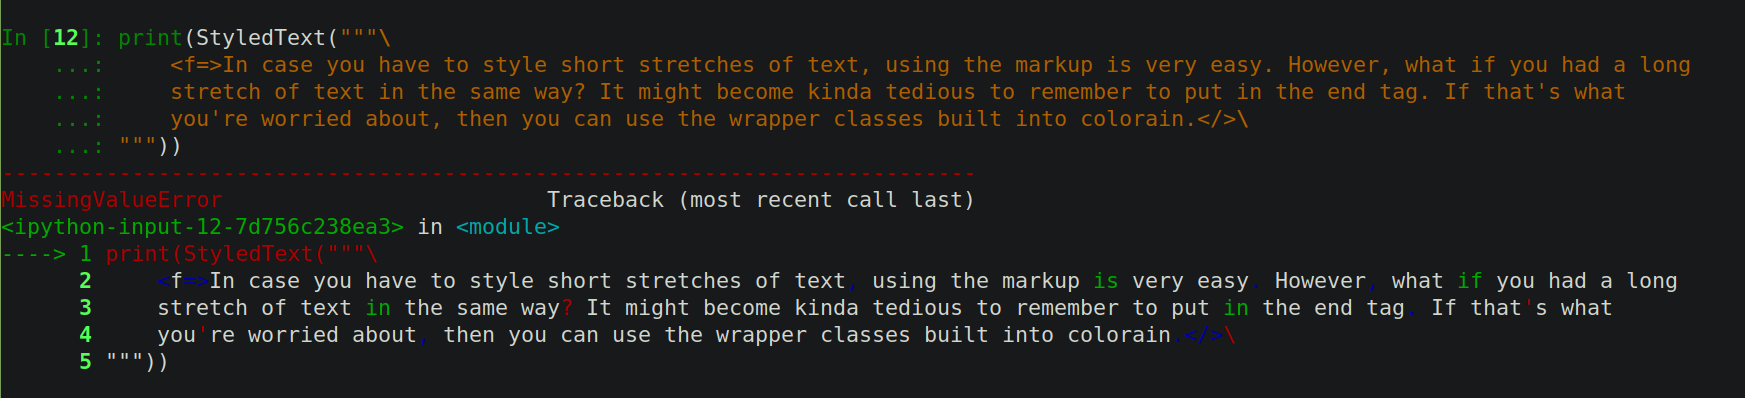 In [12]: print(StyledText("""\
    ...:     <f=>In case you have to style short stretches of text, using the markup is very easy. However, what if you had a long
    ...:     stretch of text in the same way? It might become kinda tedious to remember to put in the end tag. If that's what
    ...:     you're worried about, then you can use the wrapper classes built into colorain.</>\
    ...: """))
---------------------------------------------------------------------------
MissingValueError                         Traceback (most recent call last)
<ipython-input-12-7d756c238ea3> in <module>
----> 1 print(StyledText("""\
      2     <f=>In case you have to style short stretches of text, using the markup is very easy. However, what if you had a long
      3     stretch of text in the same way? It might become kinda tedious to remember to put in the end tag. If that's what
      4     you're worried about, then you can use the wrapper classes built into colorain.</>\
      5 """))